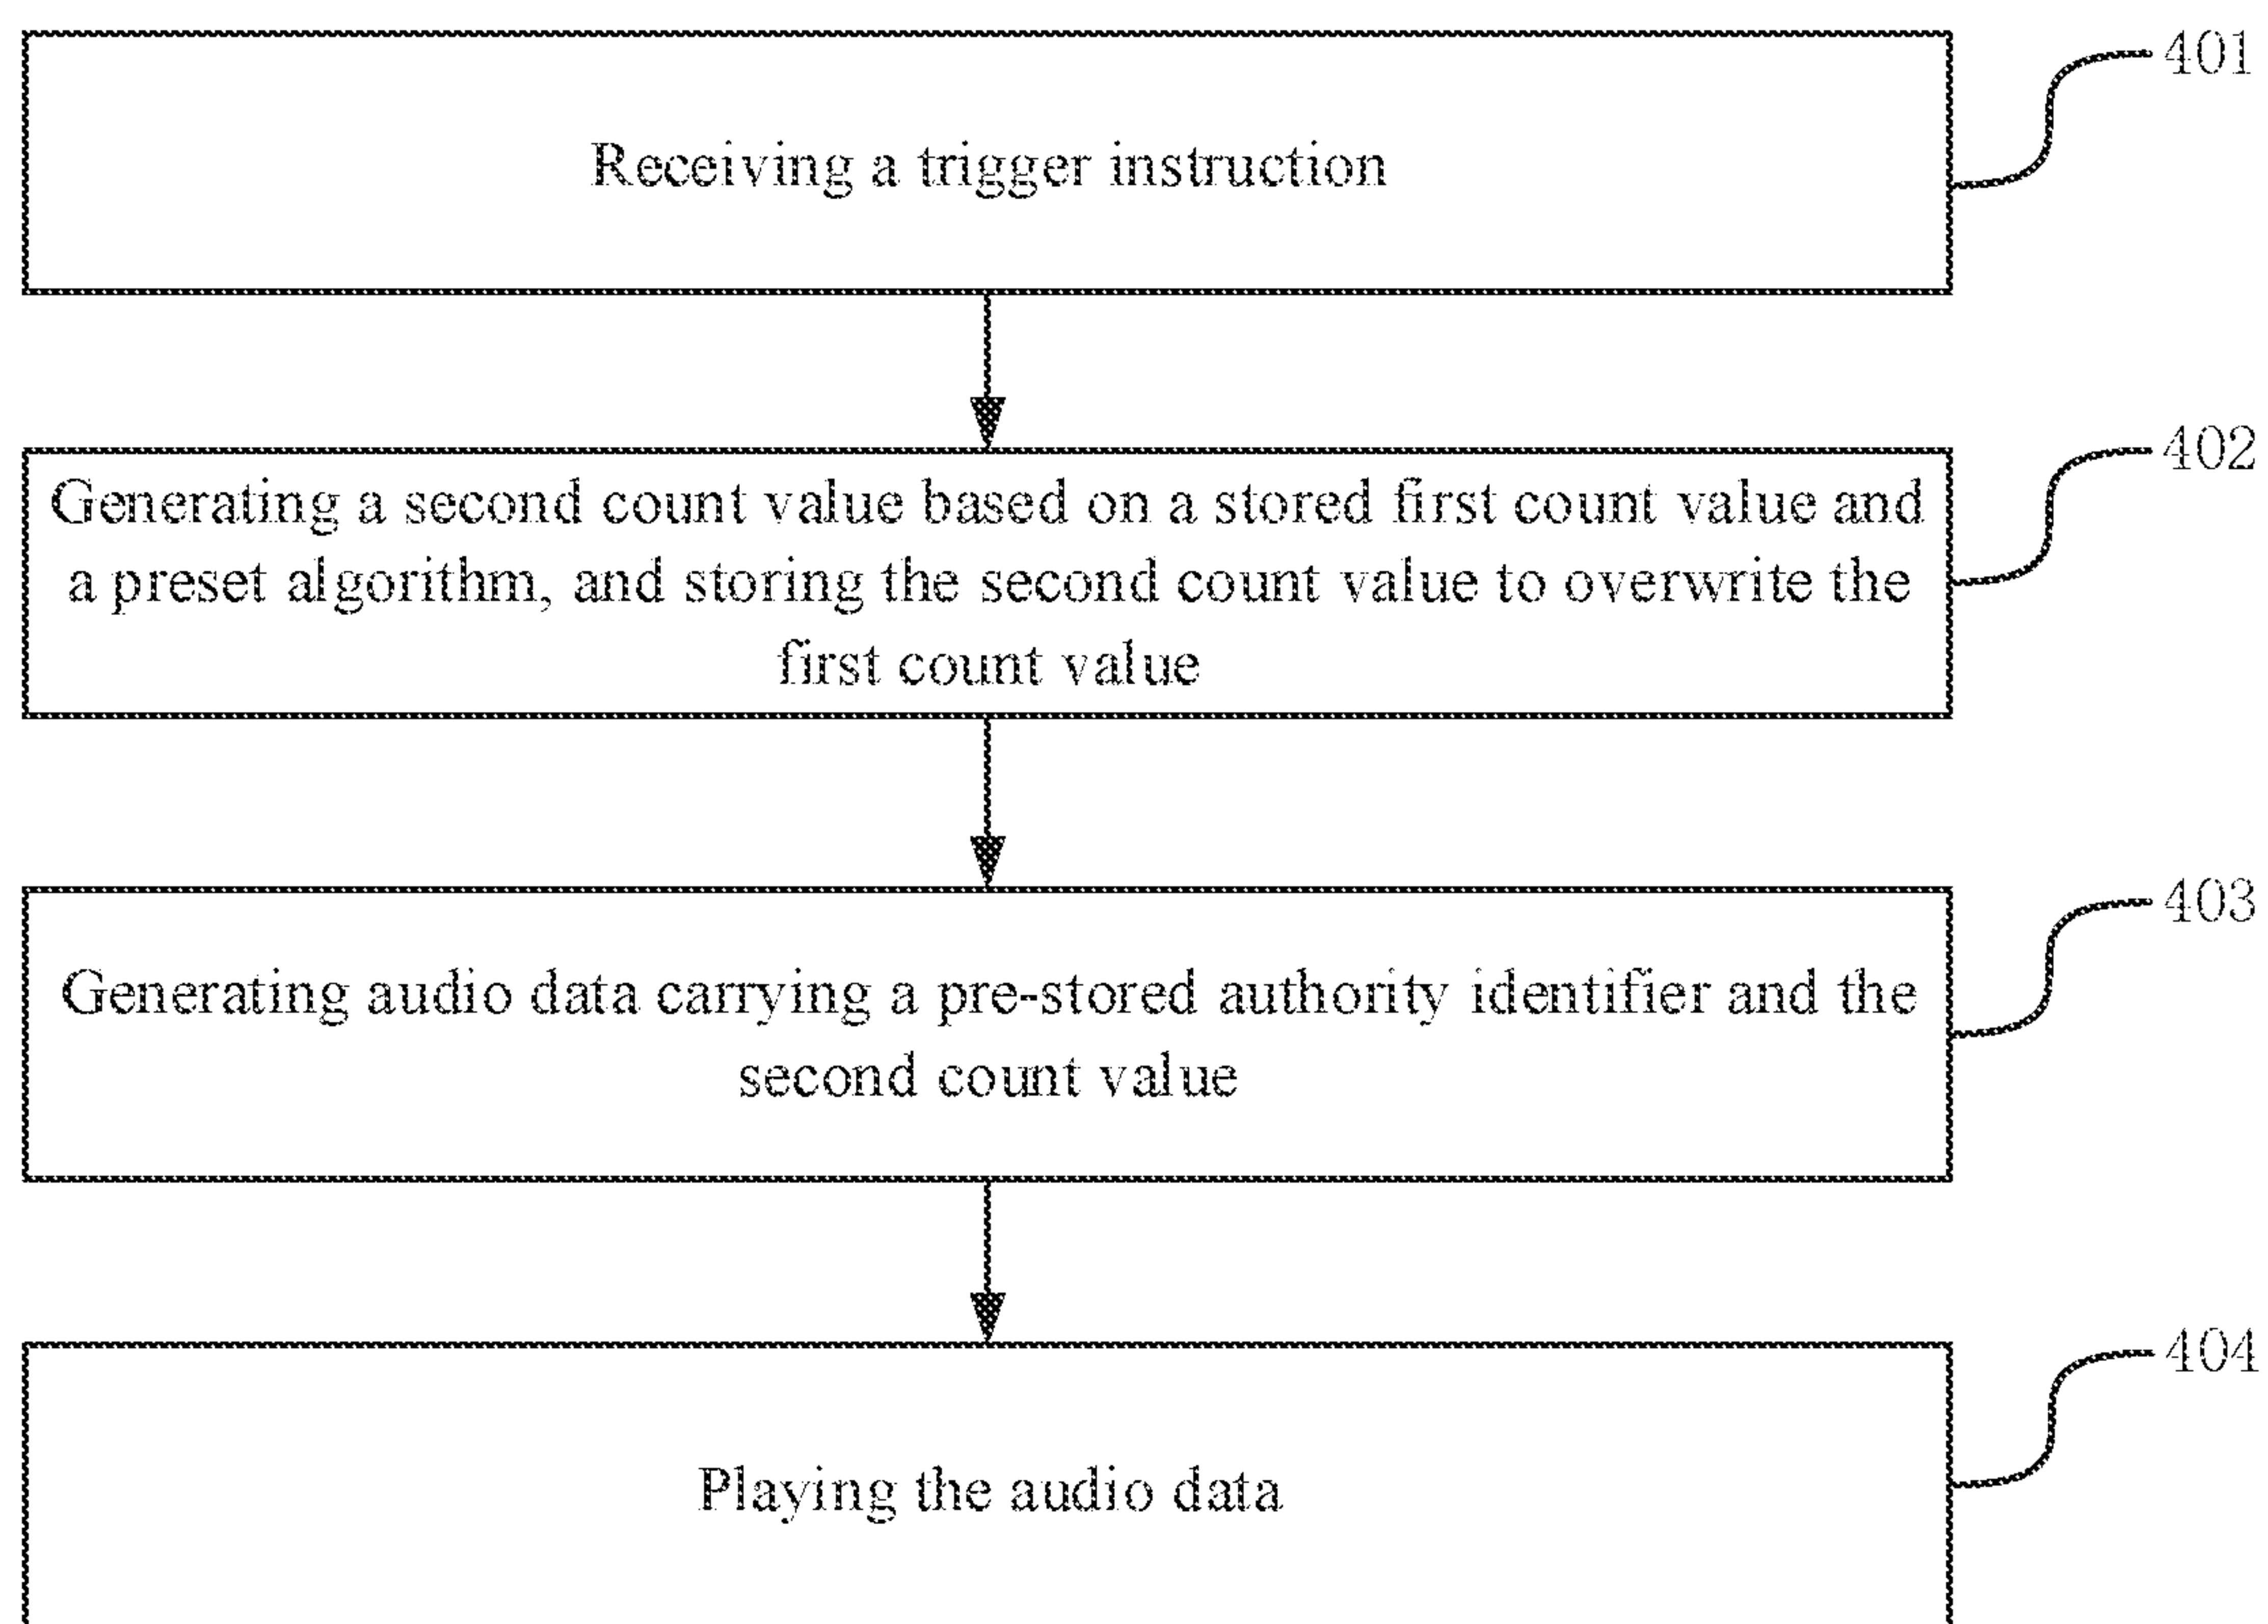 401
Receiving a trigger instruction
402
Generating a second count value based on a stored first count value and
a preset algorithm, and storing the second count value to overwrite the
first count value
403
Generating audio data carrying a pre-stored authority identifier and the
second count value
404
Playing the audio data